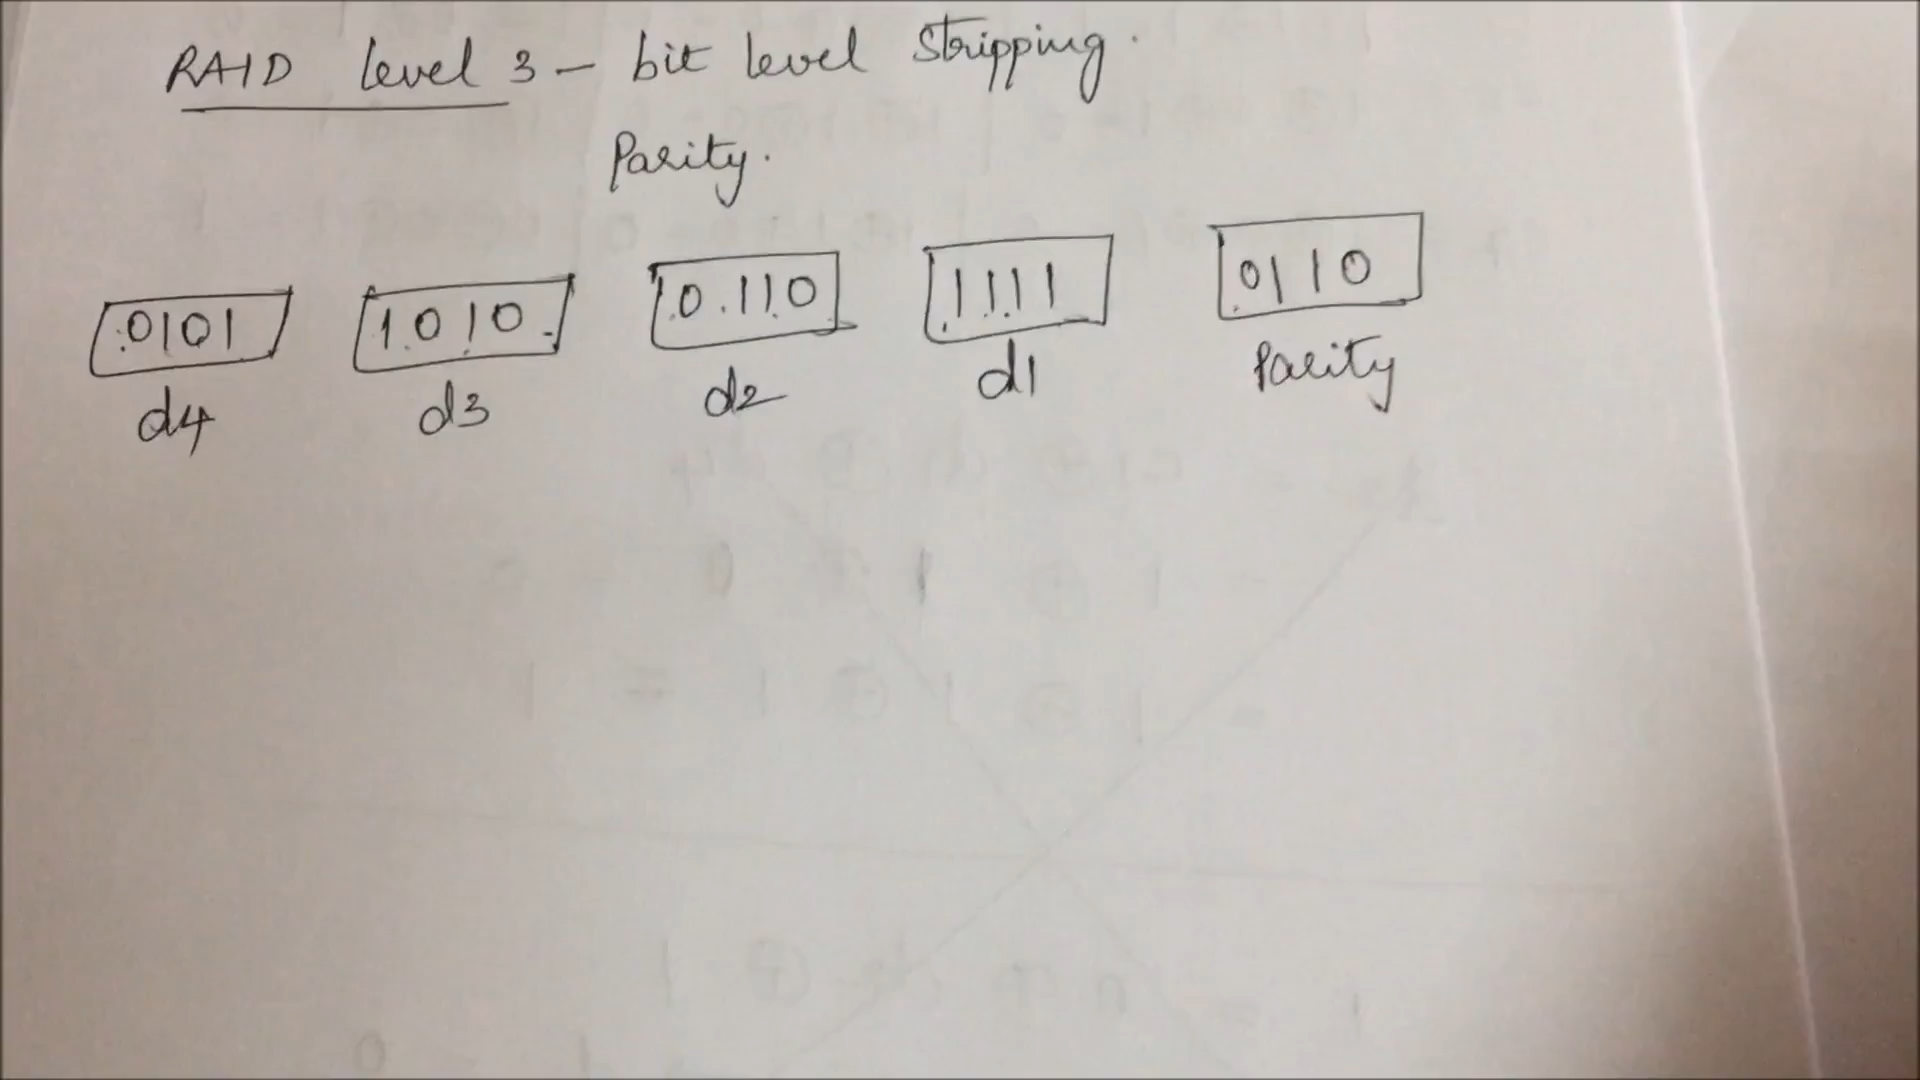 RAID level 3 - bit level stripping.
Parity.
0101 1010 0110 1111 0110
d4 d3 d2 d1 Parity